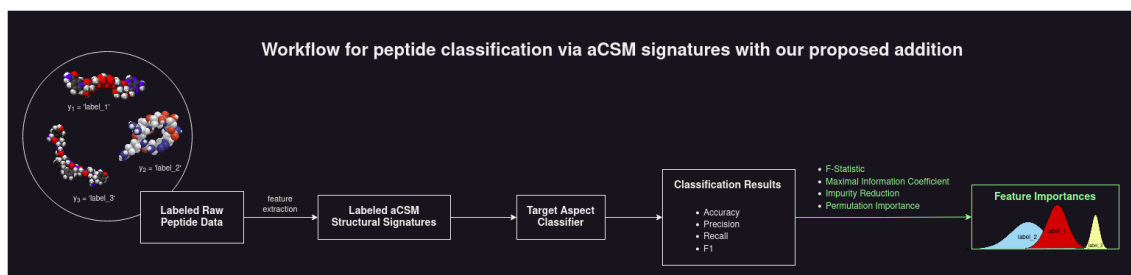 Workflow for peptide classification via aCSM signatures with our proposed addition
y₁ = 'label_1'
y₂ = 'label_2'
y₃ = 'label_3'
Labeled Raw
Peptide Data
feature
extraction
Labeled aCSM
Structural Signatures
Target Aspect
Classifier
Classification Results
• Accuracy
• Precision
• Recall
• F1
• F-Statistic
• Maximal Information Coefficient
• Impurity Reduction
• Permutation Importance
Feature Importances
label_2